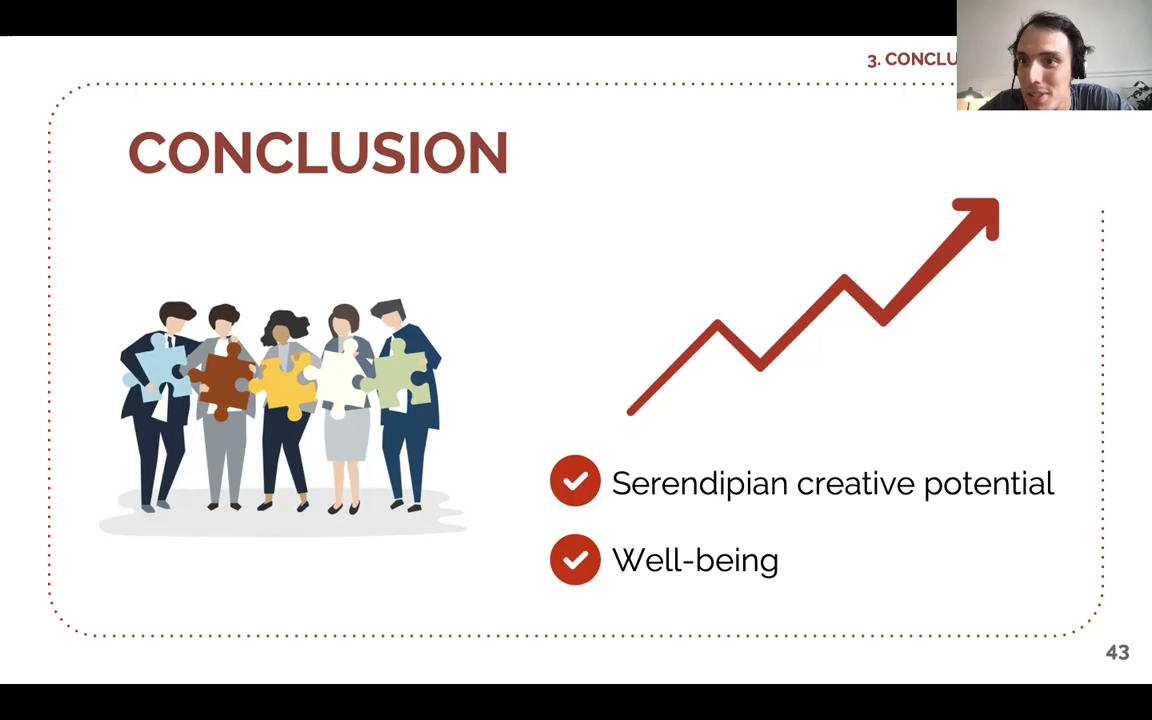 3. CONCLU
CONCLUSION
Serendipian creative potential
Well-being
43